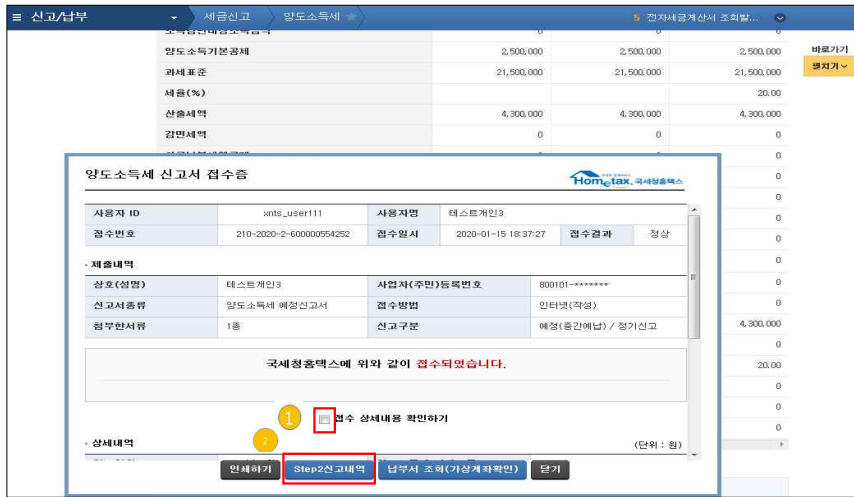 ≡ 신고/납부 세금신고 양도소득세 ★ 5 전자세금계산서 조회발...
바로가기
펼치기
양도소득기본공제 2,500,000 2,500,000 2,500,000
과세표준 21,500,000 21,500,000 21,500,000
세율(%) 20.00
산출세액 4,300,000 4,300,000 4,300,000
감면세액 0 0 0
0
0
0
0
0
0
0
0
4,300,000
0
20.00
0
0
0
양도소득세 신고서 접수증
Hometax. 국세청홈택스
사용자 ID xnts_user111 사용자명 테스트개인3
접수번호 210-2020-2-600000554252 접수일시 2020-01-15 18:37:27 접수결과 정상
- 제출내역
상호(성명) 테스트개인3 사업자(주민)등록번호 800101-*******
신고서종류 양도소득세 예정신고서 접수방법 인터넷(작성)
첨부한서류 1종 신고구분 예정(중간예납) / 정기신고
국세청홈택스에 위와 같이 접수되었습니다.
1 접수 상세내용 확인하기
2
- 상세내역 (단위 : 원)
인쇄하기 Step2신고내역 납부서 조회(가상계좌확인) 닫기